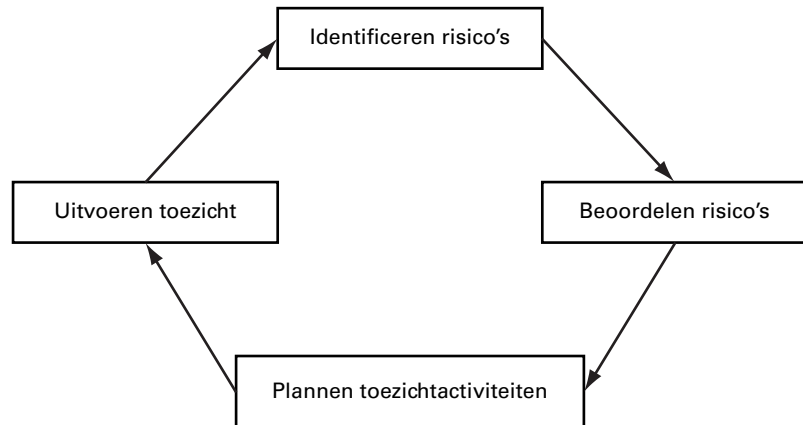 Identificeren risico’s
Uitvoeren toezicht
Beoordelen risico’s
Plannen toezichtactiviteiten